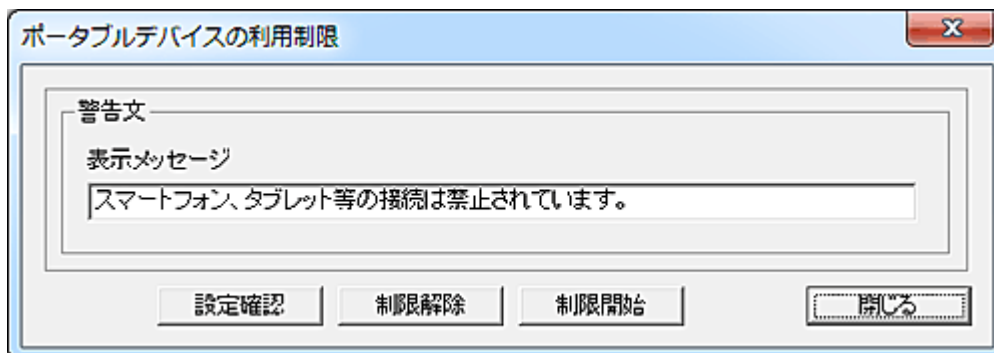 ポータブルデバイスの利用制限
警告文
表示メッセージ
スマートフォン、タブレット等の接続は禁止されています。
設定確認 制限解除 制限開始 閉じる